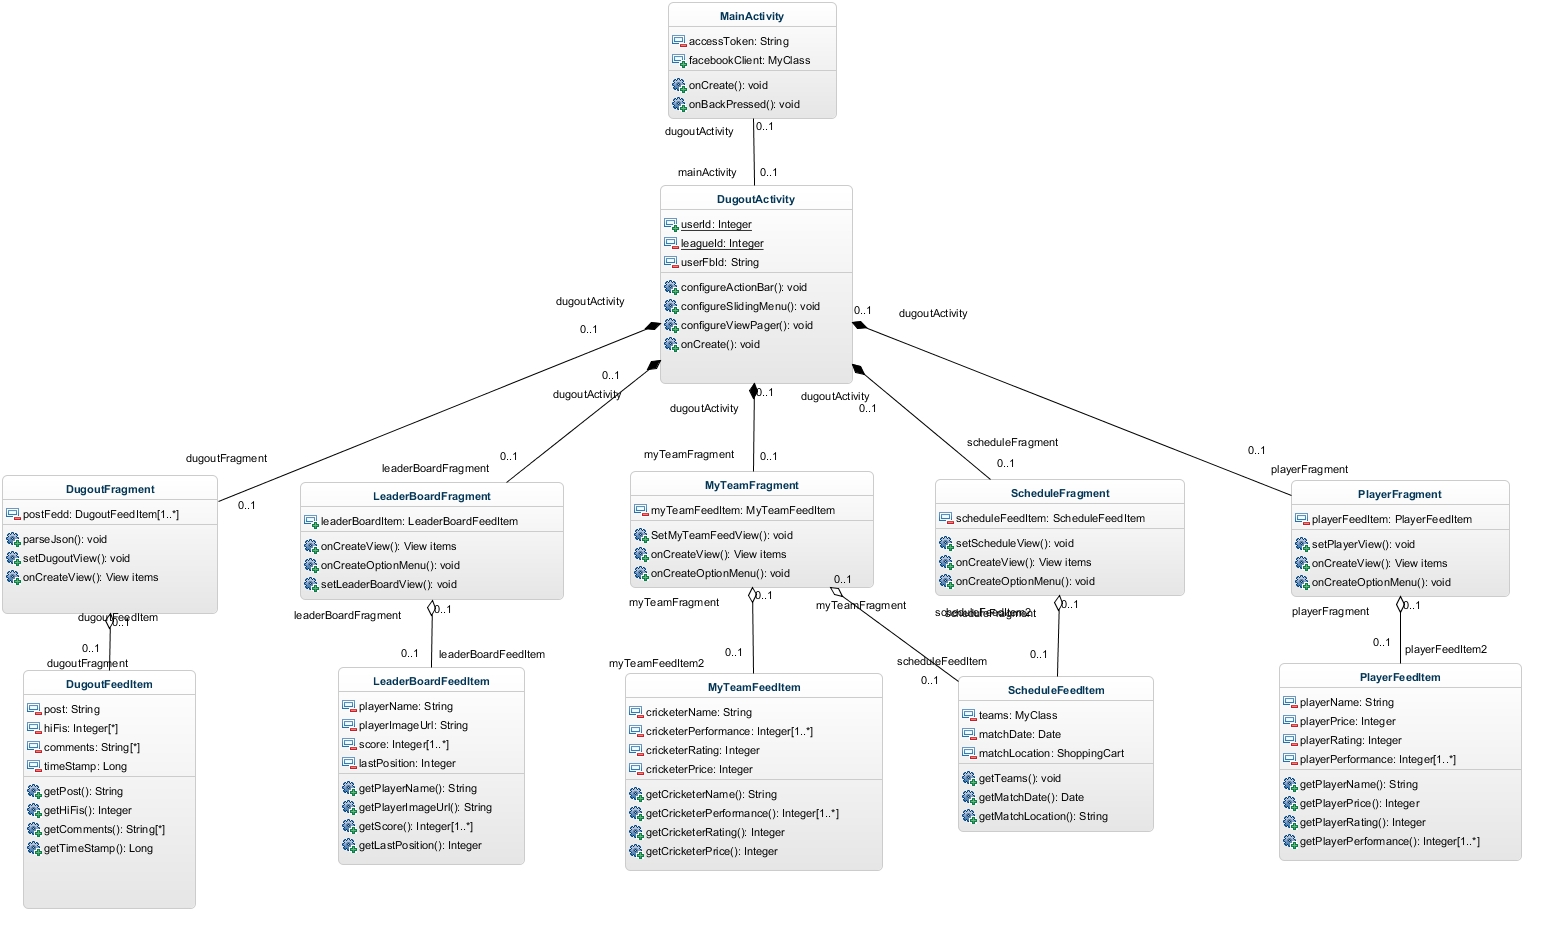 MainActivity
accessToken: String
facebookClient: MyClass
onCreate(): void
onBackPressed(): void
dugoutActivity
0..1
mainActivity
0..1
DugoutActivity
userId: Integer
leagueId: Integer
userFbId: String
configureActionBar(): void
configureSlidingMenu(): void
configureViewPager(): void
onCreate(): void
dugoutActivity
0..1
0..1
dugoutActivity
dugoutActivity
0..1
dugoutActivity
0..1
0..1
dugoutActivity
dugoutFragment
0..1
leaderBoardFragment
0..1
myTeamFragment
0..1
scheduleFragment
0..1
playerFragment
0..1
DugoutFragment
postFedd: DugoutFeedItem[1..*]
parseJson(): void
setDugoutView(): void
onCreateView(): View items
LeaderBoardFragment
leaderBoardItem: LeaderBoardFeedItem
onCreateView(): View items
onCreateOptionMenu(): void
setLeaderBoardView(): void
MyTeamFragment
myTeamFeedItem: MyTeamFeedItem
SetMyTeamFeedView(): void
onCreateView(): View items
onCreateOptionMenu(): void
ScheduleFragment
scheduleFeedItem: ScheduleFeedItem
setScheduleView(): void
onCreateView(): View items
onCreateOptionMenu(): void
PlayerFragment
playerFeedItem: PlayerFeedItem
setPlayerView(): void
onCreateView(): View items
onCreateOptionMenu(): void
dugoutFeedItem
0..1
0..1
dugoutFragment
leaderBoardFragment
0..1
0..1
leaderBoardFeedItem
myTeamFragment
0..1
0..1
myTeamFeedItem2
0..1
myTeamFragment
scheduleFeedItem
0..1
scheduleFeedItem2
scheduleFragment
0..1
0..1
playerFragment
0..1
0..1
playerFeedItem2
DugoutFeedItem
post: String
hiFis: Integer[*]
comments: String[*]
timeStamp: Long
getPost(): String
getHiFis(): Integer
getComments(): String[*]
getTimeStamp(): Long
LeaderBoardFeedItem
playerName: String
playerImageUrl: String
score: Integer[1..*]
lastPosition: Integer
getPlayerName(): String
getPlayerImageUrl(): String
getScore(): Integer[1..*]
getLastPosition(): Integer
MyTeamFeedItem
cricketerName: String
cricketerPerformance: Integer[1..*]
cricketerRating: Integer
cricketerPrice: Integer
getCricketerName(): String
getCricketerPerformance(): Integer[1..*]
getCricketerRating(): Integer
getCricketerPrice(): Integer
ScheduleFeedItem
teams: MyClass
matchDate: Date
matchLocation: ShoppingCart
getTeams(): void
getMatchDate(): Date
getMatchLocation(): String
PlayerFeedItem
playerName: String
playerPrice: Integer
playerRating: Integer
playerPerformance: Integer[1..*]
getPlayerName(): String
getPlayerPrice(): Integer
getPlayerRating(): Integer
getPlayerPerformance(): Integer[1..*]